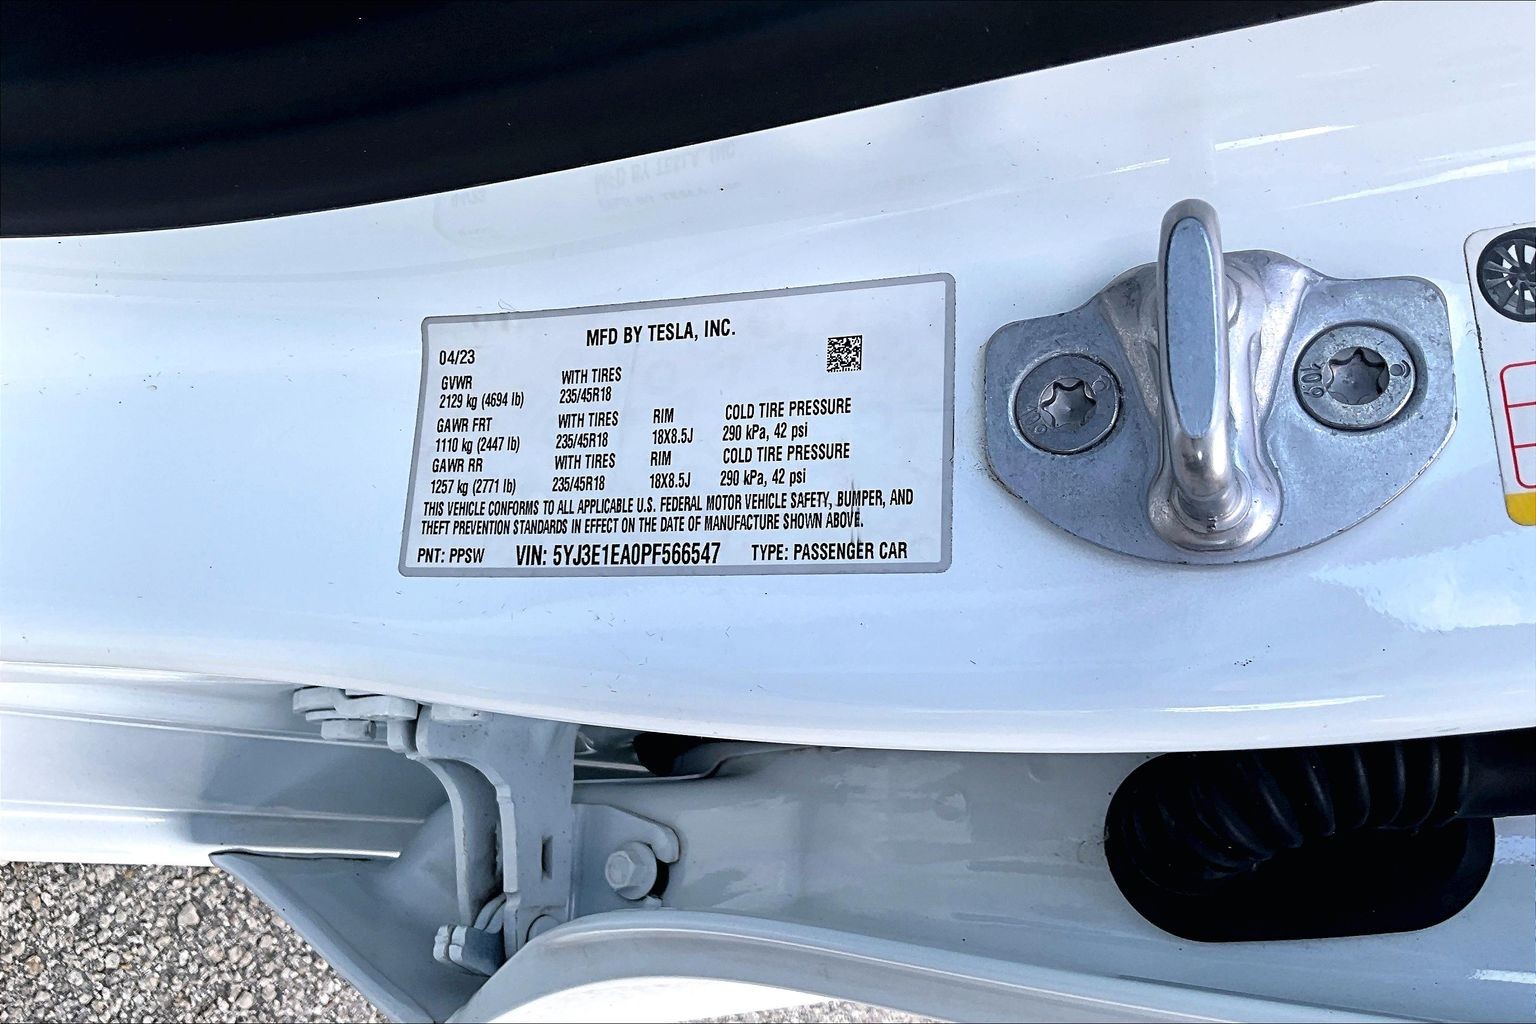 MFD BY TESLA, INC.
04/23
GVWR WITH TIRES
2129 kg (4694 lb) 235/45R18
GAWR FRT WITH TIRES RIM COLD TIRE PRESSURE
1110 kg (2447 lb) 235/45R18 18X8.5J 290 kPa, 42 psi
GAWR RR WITH TIRES RIM COLD TIRE PRESSURE
1257 kg (2771 lb) 235/45R18 18X8.5J 290 kPa, 42 psi
THIS VEHICLE CONFORMS TO ALL APPLICABLE U.S. FEDERAL MOTOR VEHICLE SAFETY, BUMPER, AND
THEFT PREVENTION STANDARDS IN EFFECT ON THE DATE OF MANUFACTURE SHOWN ABOVE.
PNT: PPSW VIN: 5YJ3E1EA0PF566547 TYPE: PASSENGER CAR
10.9
10.9